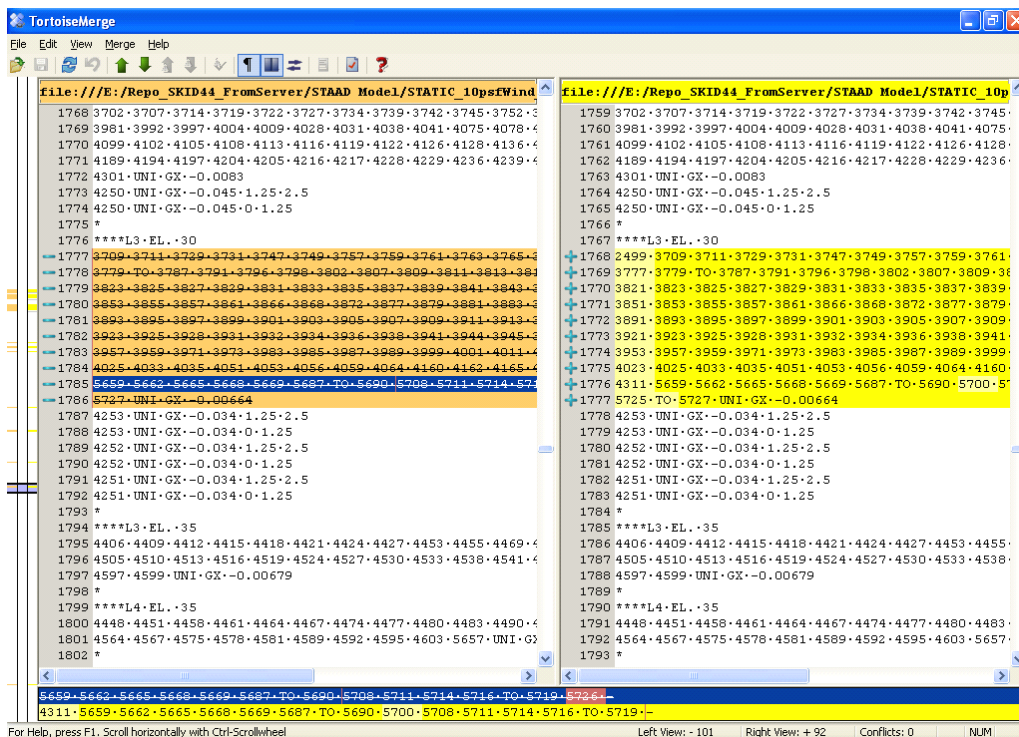 TortoiseMerge
File Edit View Merge Help
file:///E:/Repo_SKID44_FromServer/STAAD Model/STATIC_10psfWind_
1768 3702·3707·3714·3719·3722·3727·3734·3739·3742·3745·3752·3
1769 3981·3992·3997·4004·4009·4028·4031·4038·4041·4075·4078·4
1770 4099·4102·4105·4108·4113·4116·4119·4122·4126·4128·4136·4
1771 4189·4194·4197·4204·4205·4216·4217·4228·4229·4236·4239·4
1772 4301·UNI·GX·-0.0083
1773 4250·UNI·GX·-0.045·1.25·2.5
1774 4250·UNI·GX·-0.045·0·1.25
1775 *
1776 ****L3·EL.·30
1777 3709·3711·3729·3731·3747·3749·3757·3759·3761·3763·3765·3
1778 3779·TO·3787·3791·3796·3798·3802·3807·3809·3811·3813·381
1779 3823·3825·3827·3829·3831·3833·3835·3837·3839·3841·3843·3
1780 3853·3855·3857·3861·3866·3868·3872·3877·3879·3881·3883·3
1781 3893·3895·3897·3899·3901·3903·3905·3907·3909·3911·3913·3
1782 3923·3925·3928·3931·3932·3934·3936·3938·3941·3944·3945·3
1783 3957·3959·3971·3973·3983·3985·3987·3989·3999·4001·4011·4
1784 4025·4033·4035·4051·4053·4056·4059·4064·4160·4162·4165·4
1785 5659·5662·5665·5668·5669·5687·TO·5690·5708·5711·5714·571
1786 5727·UNI·GX·-0.00664
1787 4253·UNI·GX·-0.034·1.25·2.5
1788 4253·UNI·GX·-0.034·0·1.25
1789 4252·UNI·GX·-0.034·1.25·2.5
1790 4252·UNI·GX·-0.034·0·1.25
1791 4251·UNI·GX·-0.034·1.25·2.5
1792 4251·UNI·GX·-0.034·0·1.25
1793 *
1794 ****L3·EL.·35
1795 4406·4409·4412·4415·4418·4421·4424·4427·4453·4455·4469·4
1796 4505·4510·4513·4516·4519·4524·4527·4530·4533·4538·4541·4
1797 4597·4599·UNI·GX·-0.00679
1798 *
1799 ****L4·EL.·35
1800 4448·4451·4458·4461·4464·4467·4474·4477·4480·4483·4490·4
1801 4564·4567·4575·4578·4581·4589·4592·4595·4603·5657·UNI·GX
1802 *
file:///E:/Repo_SKID44_FromServer/STAAD Model/STATIC_10p
1759 3702·3707·3714·3719·3722·3727·3734·3739·3742·3745·
1760 3981·3992·3997·4004·4009·4028·4031·4038·4041·4075·
1761 4099·4102·4105·4108·4113·4116·4119·4122·4126·4128·
1762 4189·4194·4197·4204·4205·4216·4217·4228·4229·4236·
1763 4301·UNI·GX·-0.0083
1764 4250·UNI·GX·-0.045·1.25·2.5
1765 4250·UNI·GX·-0.045·0·1.25
1766 *
1767 ****L3·EL.·30
1768 2499·3709·3711·3729·3731·3747·3749·3757·3759·3761·
1769 3777·3779·TO·3787·3791·3796·3798·3802·3807·3809·38
1770 3821·3823·3825·3827·3829·3831·3833·3835·3837·3839·
1771 3851·3853·3855·3857·3861·3866·3868·3872·3877·3879·
1772 3891·3893·3895·3897·3899·3901·3903·3905·3907·3909·
1773 3921·3923·3925·3928·3931·3932·3934·3936·3938·3941·
1774 3953·3957·3959·3971·3973·3983·3985·3987·3989·3999·
1775 4023·4025·4033·4035·4051·4053·4056·4059·4064·4160·
1776 4311·5659·5662·5665·5668·5669·5687·TO·5690·5700·57
1777 5725·TO·5727·UNI·GX·-0.00664
1778 4253·UNI·GX·-0.034·1.25·2.5
1779 4253·UNI·GX·-0.034·0·1.25
1780 4252·UNI·GX·-0.034·1.25·2.5
1781 4252·UNI·GX·-0.034·0·1.25
1782 4251·UNI·GX·-0.034·1.25·2.5
1783 4251·UNI·GX·-0.034·0·1.25
1784 *
1785 ****L3·EL.·35
1786 4406·4409·4412·4415·4418·4421·4424·4427·4453·4455·
1787 4505·4510·4513·4516·4519·4524·4527·4530·4533·4538·
1788 4597·4599·UNI·GX·-0.00679
1789 *
1790 ****L4·EL.·35
1791 4448·4451·4458·4461·4464·4467·4474·4477·4480·4483·
1792 4564·4567·4575·4578·4581·4589·4592·4595·4603·5657·
1793 *
5659·5662·5665·5668·5669·5687·TO·5690·5708·5711·5714·5716·TO·5719·5726·-
4311·5659·5662·5665·5668·5669·5687·TO·5690·5700·5708·5711·5714·5716·TO·5719·-
For Help, press F1. Scroll horizontally with Ctrl-Scrollwheel Left View: - 101 Right View: + 92 Conflicts: 0 NUM